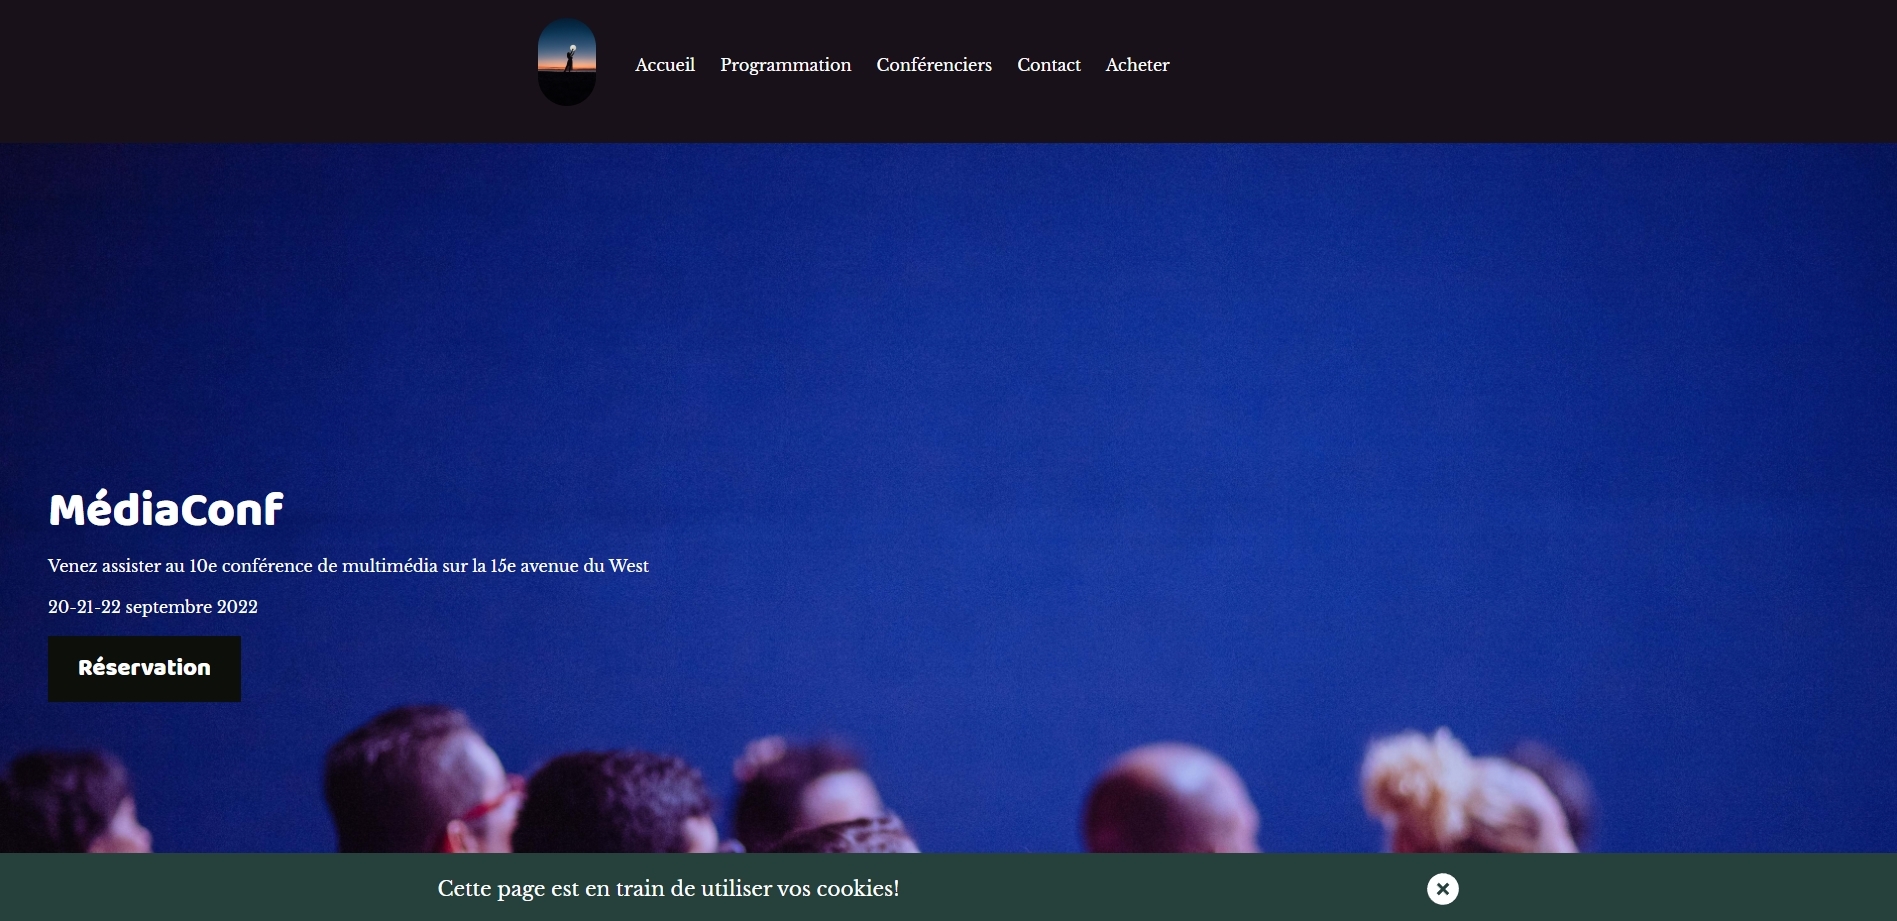 Accueil Programmation Conférenciers Contact Acheter
MédiaConf
Venez assister au 10e conférence de multimédia sur la 15e avenue du West
20-21-22 septembre 2022
Réservation
Cette page est en train de utiliser vos cookies!